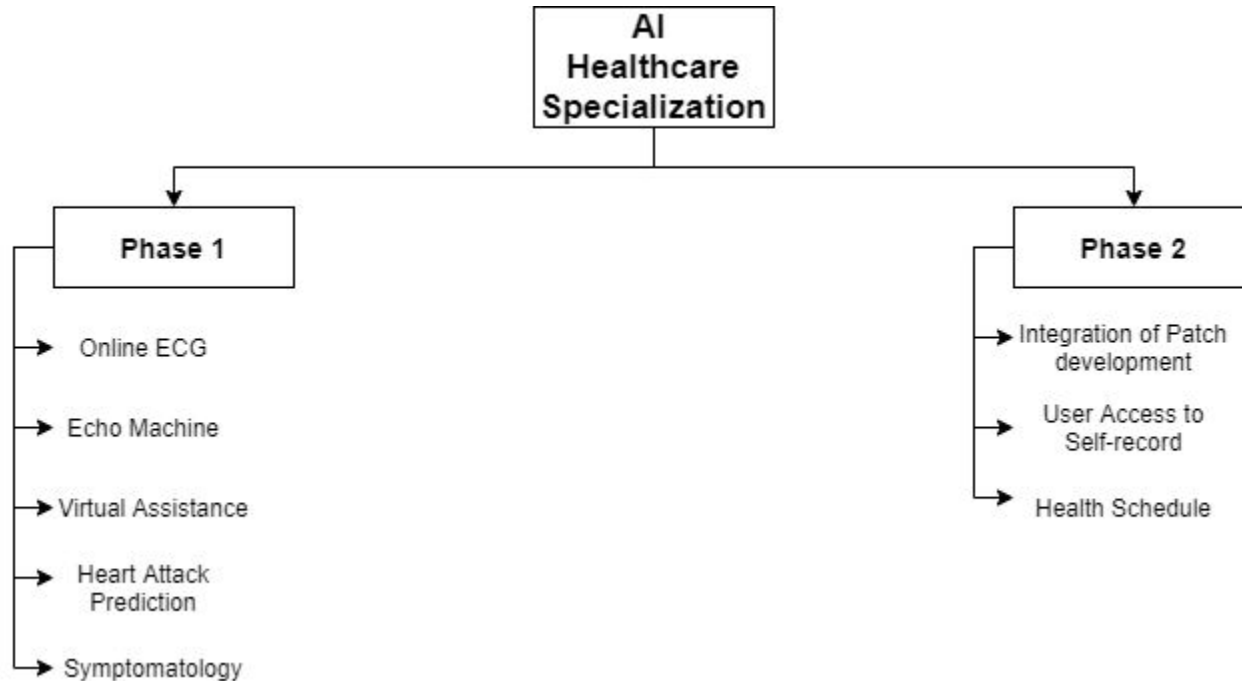 AI
Healthcare
Specialization
Phase 1
Online ECG
Echo Machine
Virtual Assistance
Heart Attack
Prediction
Symptomatology
Phase 2
Integration of Patch
development
User Access to
Self-record
Health Schedule